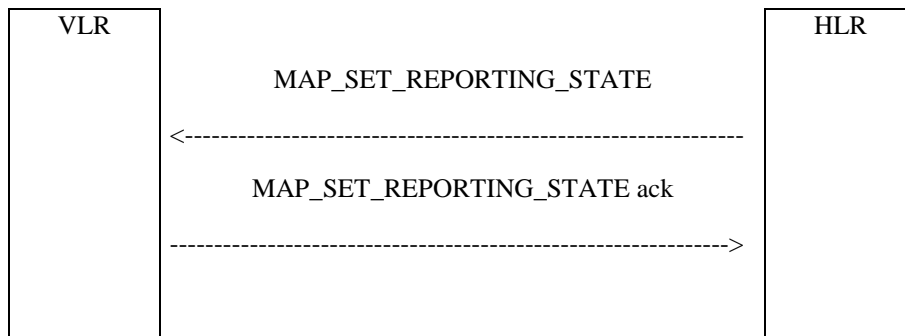 VLR HLR
MAP_SET_REPORTING_STATE
<---------------------------------------------------------------
MAP_SET_REPORTING_STATE ack
--------------------------------------------------------------->